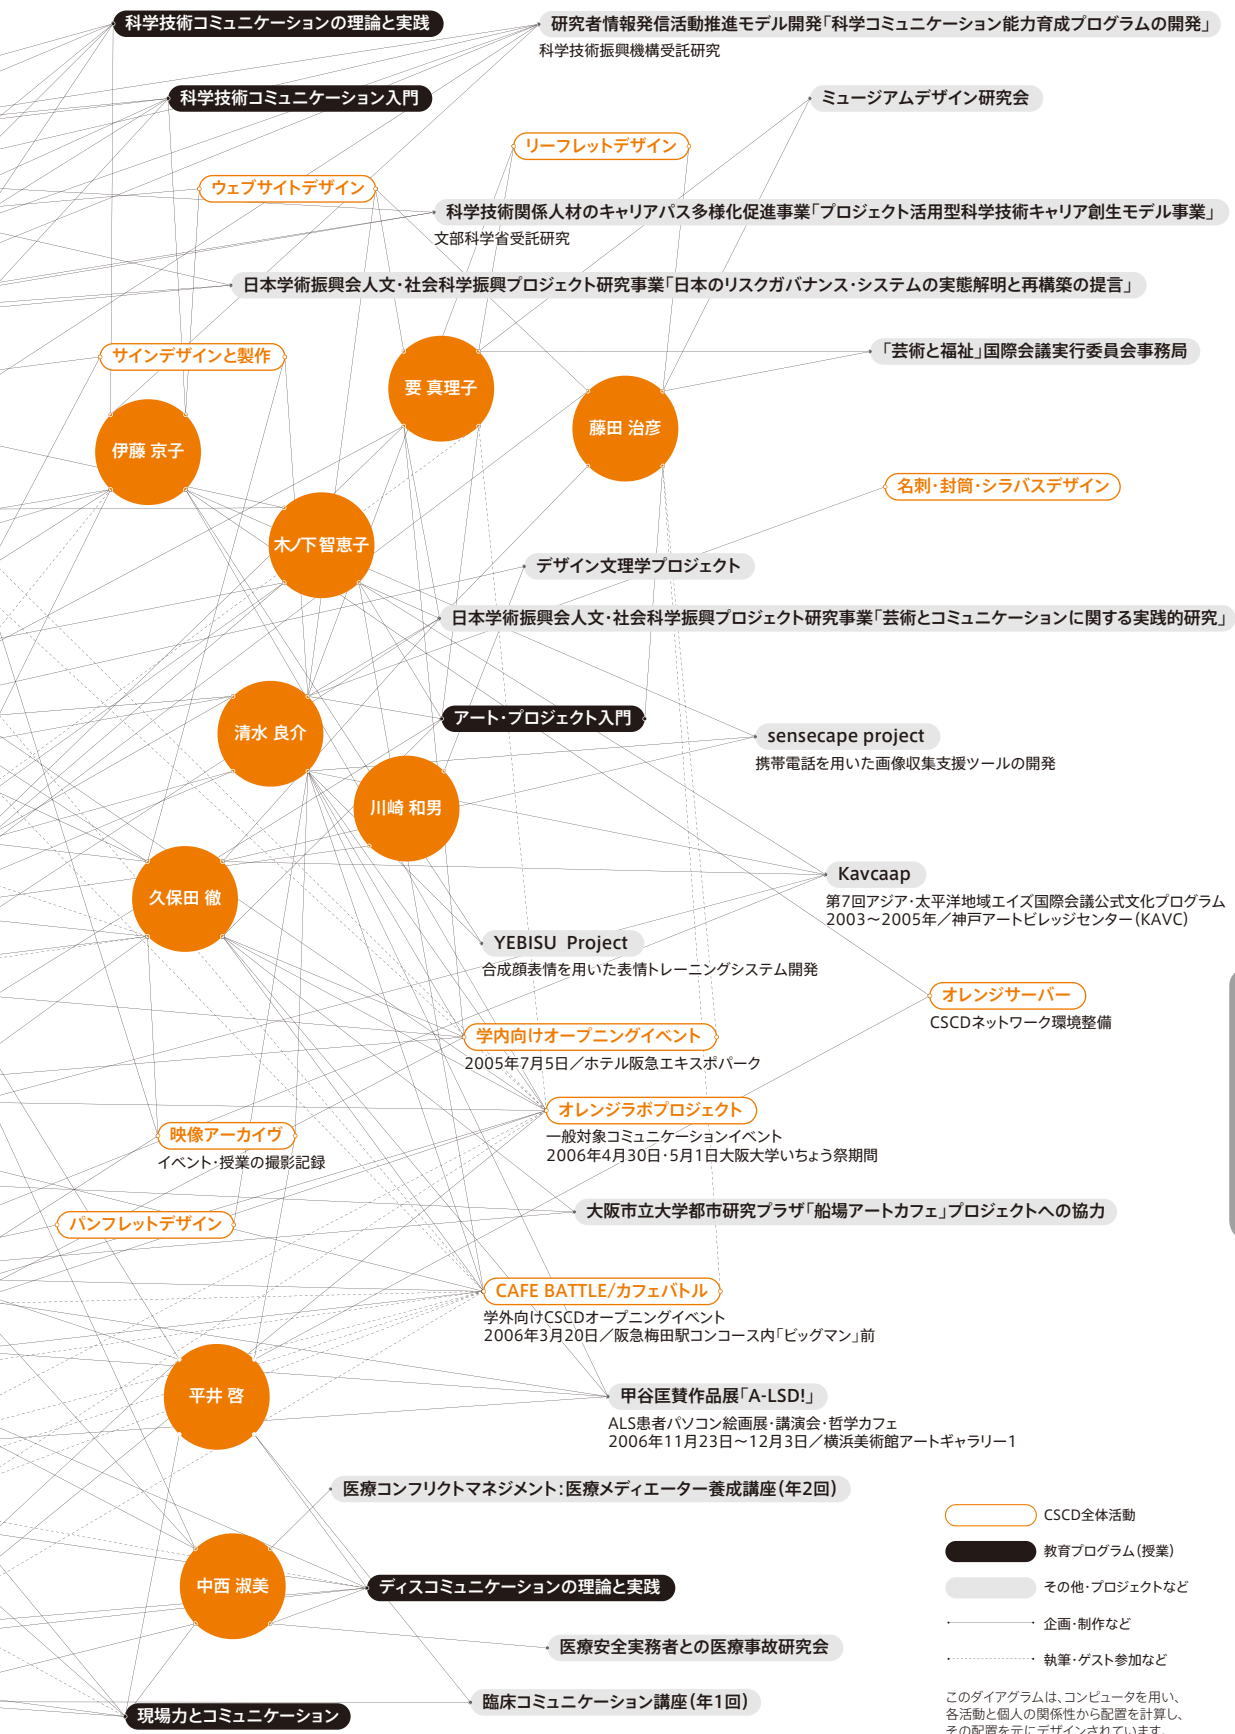 科学技術コミュニケーションの理論と実践
研究者情報発信活動推進モデル開発「科学コミュニケーション能力育成プログラムの開発」
科学技術振興機構受託研究
科学技術コミュニケーション入門
ミュージアムデザイン研究会
リーフレットデザイン
ウェブサイトデザイン
科学技術関係人材のキャリアパス多様化促進事業「プロジェクト活用型科学技術キャリア創生モデル事業」
文部科学省受託研究
日本学術振興会人文・社会科学振興プロジェクト研究事業「日本のリスクガバナンス・システムの実態解明と再構築の提言」
サインデザインと製作
「芸術と福祉」国際会議実行委員会事務局
要 真理子
藤田 治彦
伊藤 京子
名刺・封筒・シラバスデザイン
木ノ下智恵子
デザイン文理学プロジェクト
日本学術振興会人文・社会科学振興プロジェクト研究事業「芸術とコミュニケーションに関する実践的研究」
アート・プロジェクト入門
清水 良介
sensecape project
携帯電話を用いた画像収集支援ツールの開発
川崎 和男
Kavcaap
第7回アジア・太平洋地域エイズ国際会議公式文化プログラム
2003〜2005年／神戸アートビレッジセンター（KAVC）
久保田 徹
YEBISU Project
合成顔表情を用いた表情トレーニングシステム開発
オレンジサーバー
CSCDネットワーク環境整備
学内向けオープニングイベント
2005年7月5日／ホテル阪急エキスポパーク
オレンジラボプロジェクト
一般対象コミュニケーションイベント
2006年4月30日・5月1日大阪大学いちょう祭期間
映像アーカイヴ
イベント・授業の撮影記録
大阪市立大学都市研究プラザ「船場アートカフェ」プロジェクトへの協力
パンフレットデザイン
CAFE BATTLE/カフェバトル
学外向けCSCDオープニングイベント
2006年3月20日／阪急梅田駅コンコース内「ビッグマン」前
平井 啓
甲谷匡賛作品展「A-LSD!」
ALS患者パソコン絵画展・講演会・哲学カフェ
2006年11月23日〜12月3日／横浜美術館アートギャラリー1
医療コンフリクトマネジメント：医療メディエーター養成講座（年2回）
中西 淑美
ディスコミュニケーションの理論と実践
医療安全実務者との医療事故研究会
臨床コミュニケーション講座（年1回）
現場力とコミュニケーション
CSCD全体活動
教育プログラム（授業）
その他・プロジェクトなど
企画・制作など
執筆・ゲスト参加など
このダイアグラムは、コンピュータを用い、
各活動と個人の関係性から配置を計算し、
その配置を元にデザインされています。